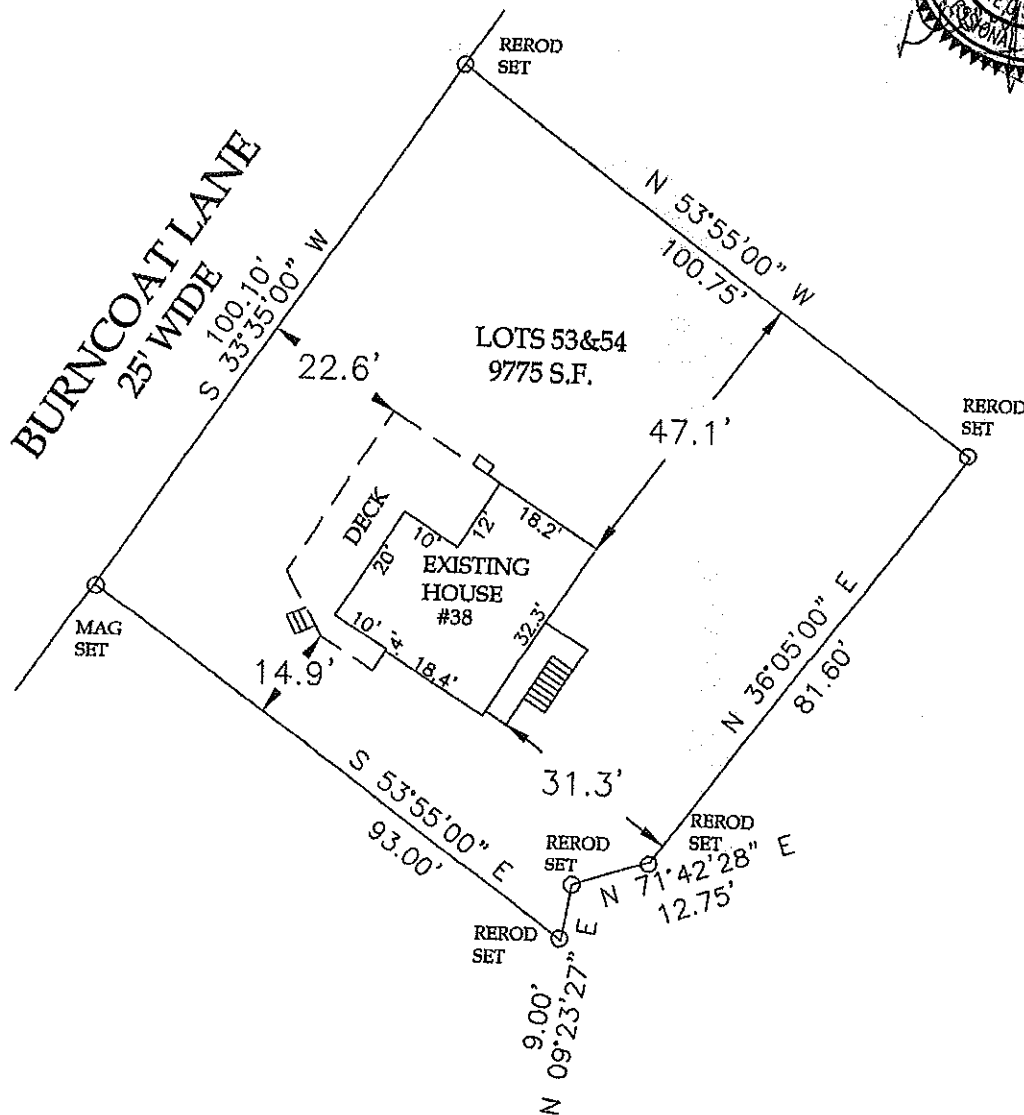 SIONAL
REROD
SET
BURNCOAT LANE
25' WIDE
100.10'
S 33°35'00" W
N 53°55'00" W
100.75'
LOTS 53&54
9775 S.F.
22.6'
47.1'
REROD
SET
DECK
10'
12'
18.2'
20'
EXISTING
HOUSE
#38
10'
4'
18.4'
32.3'
MAG
SET
14.9'
N 36°05'00" E
81.60'
S 53°55'00" E
93.00'
31.3'
REROD
SET
REROD
SET
N 71°42'28" E
12.75'
REROD
SET
9.00'
N 09°23'27" E